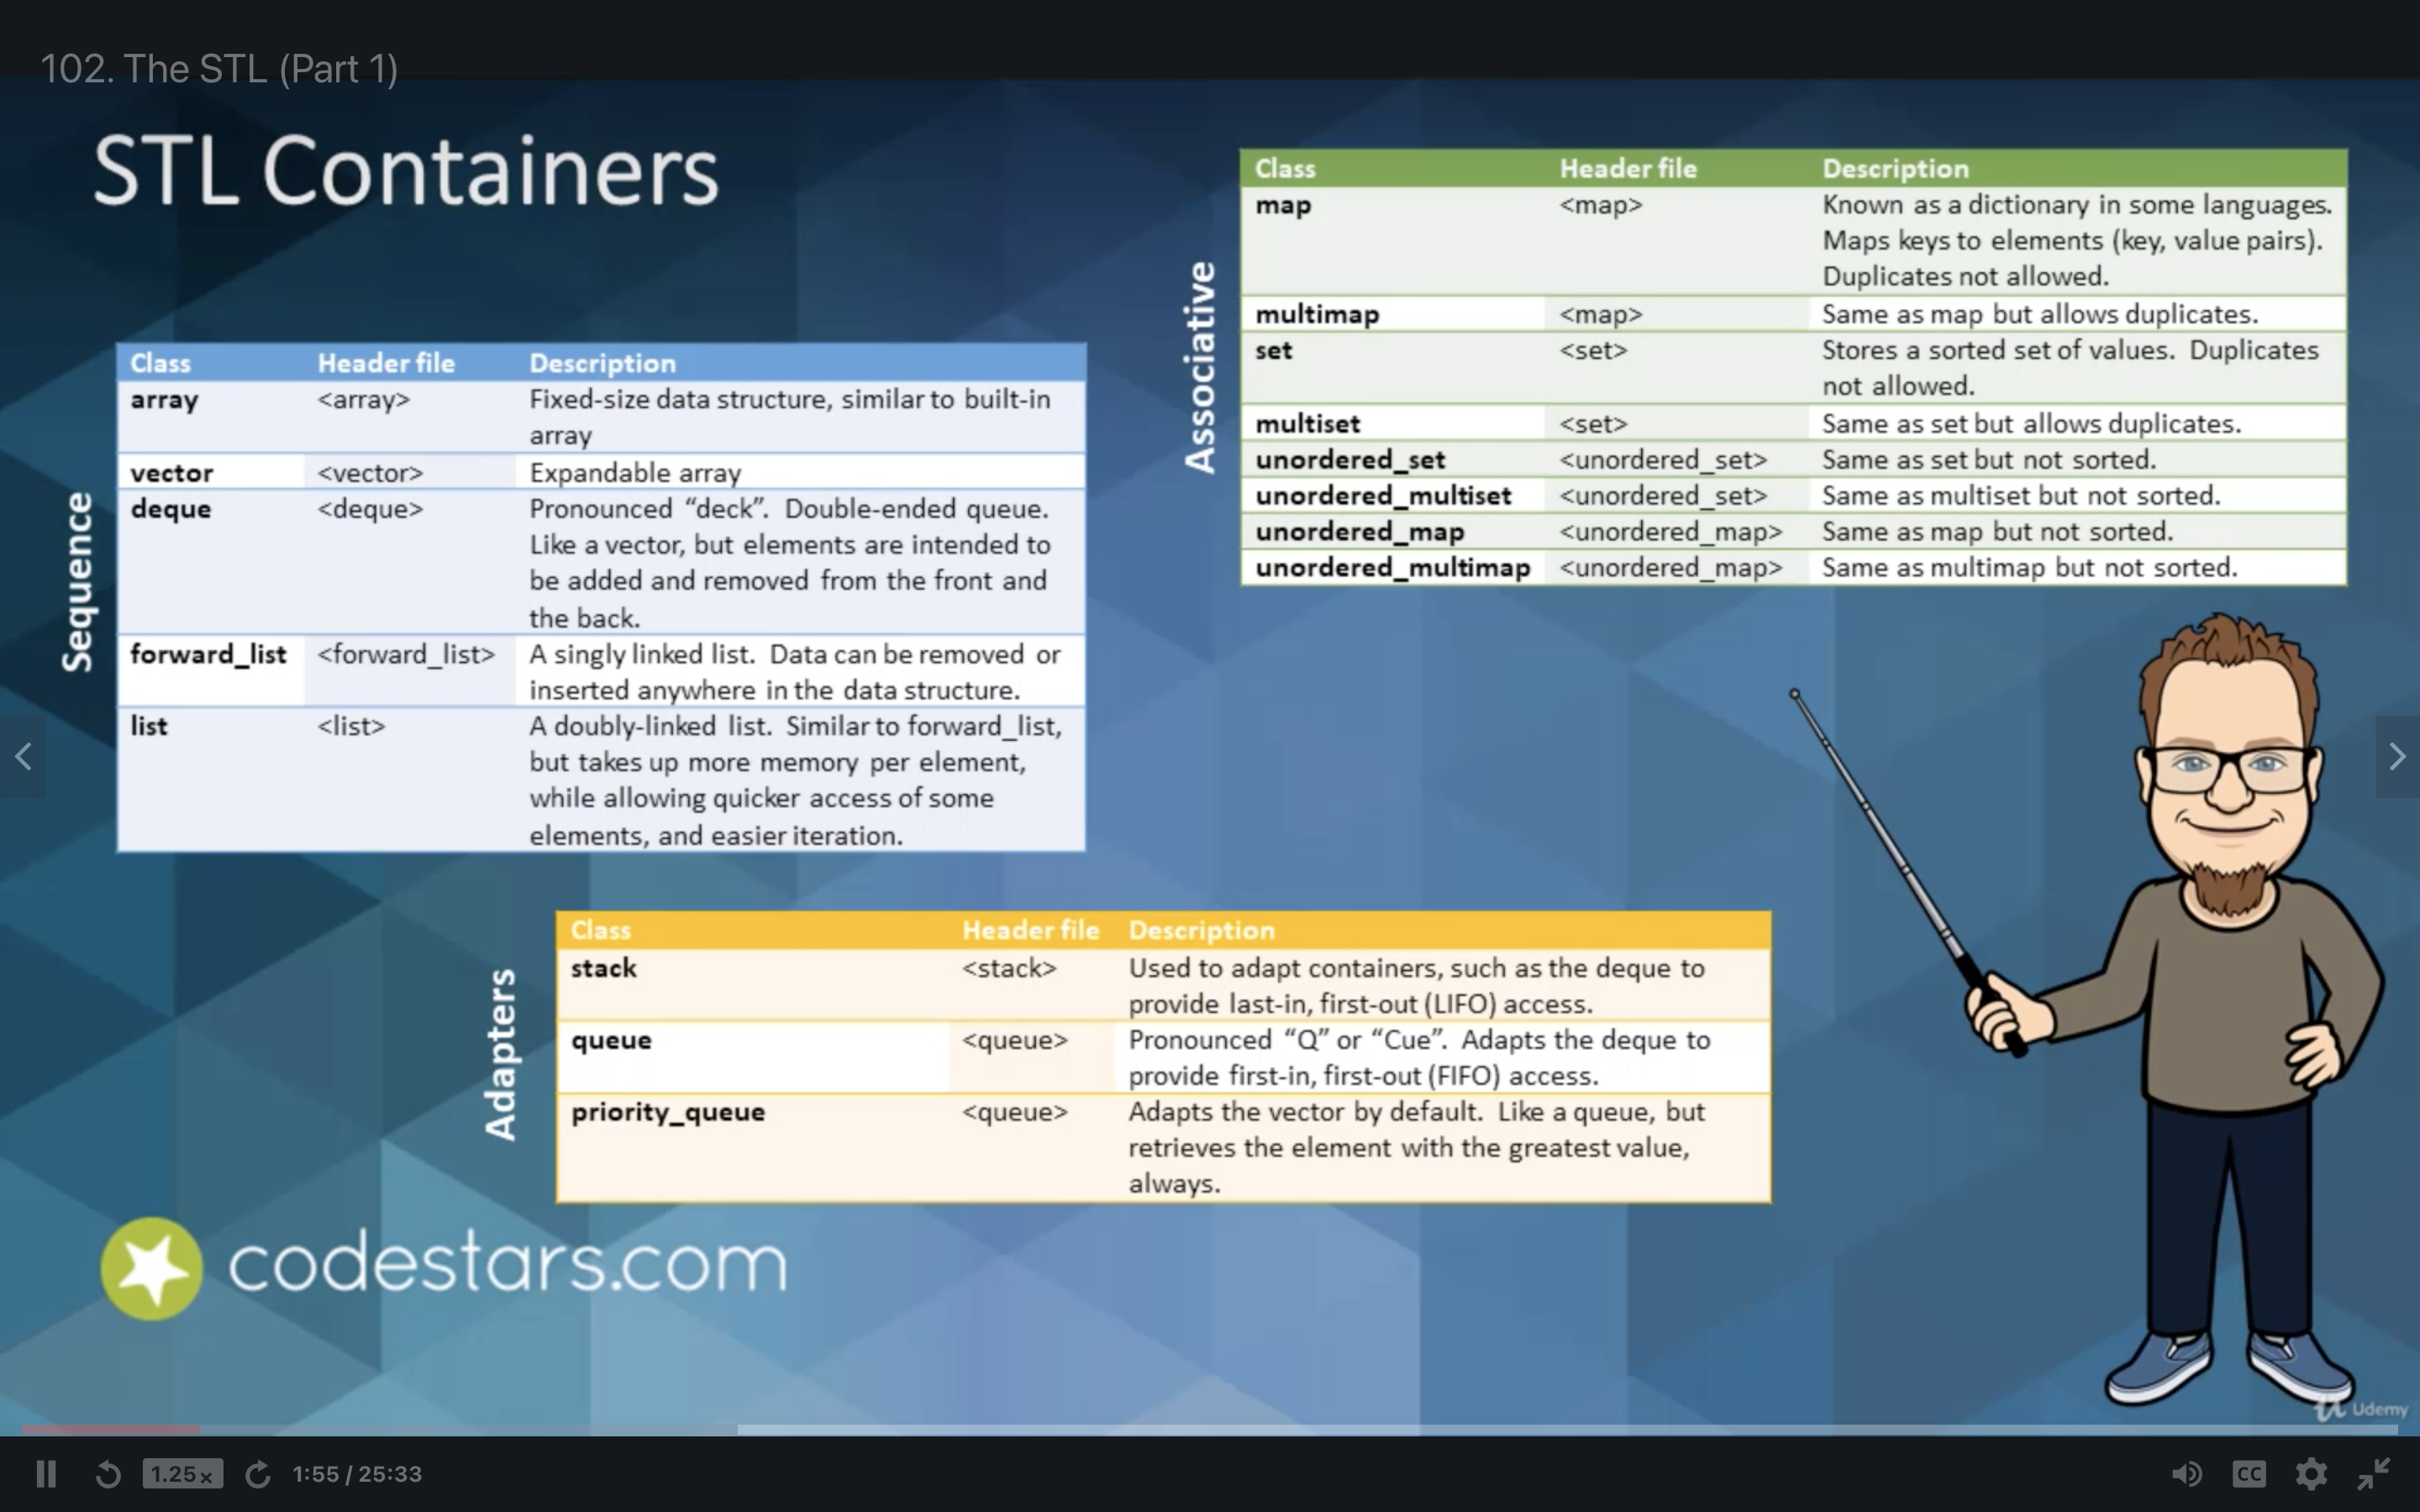 102. The STL (Part 1)
STL Containers
Sequence
Class Header file Description
array <array> Fixed-size data structure, similar to built-in
array
vector <vector> Expandable array
deque <deque> Pronounced “deck”. Double-ended queue.
Like a vector, but elements are intended to
be added and removed from the front and
the back.
forward_list <forward_list> A singly linked list. Data can be removed or
inserted anywhere in the data structure.
list <list> A doubly-linked list. Similar to forward_list,
but takes up more memory per element,
while allowing quicker access of some
elements, and easier iteration.
Associative
Class Header file Description
map <map> Known as a dictionary in some languages.
Maps keys to elements (key, value pairs).
Duplicates not allowed.
multimap <map> Same as map but allows duplicates.
set <set> Stores a sorted set of values. Duplicates
not allowed.
multiset <set> Same as set but allows duplicates.
unordered_set <unordered_set> Same as set but not sorted.
unordered_multiset <unordered_set> Same as multiset but not sorted.
unordered_map <unordered_map> Same as map but not sorted.
unordered_multimap <unordered_map> Same as multimap but not sorted.
Adapters
Class Header file Description
stack <stack> Used to adapt containers, such as the deque to
provide last-in, first-out (LIFO) access.
queue <queue> Pronounced “Q” or “Cue”. Adapts the deque to
provide first-in, first-out (FIFO) access.
priority_queue <queue> Adapts the vector by default. Like a queue, but
retrieves the element with the greatest value,
always.
codestars.com
Udemy
1.25x 1:55 / 25:33 CC